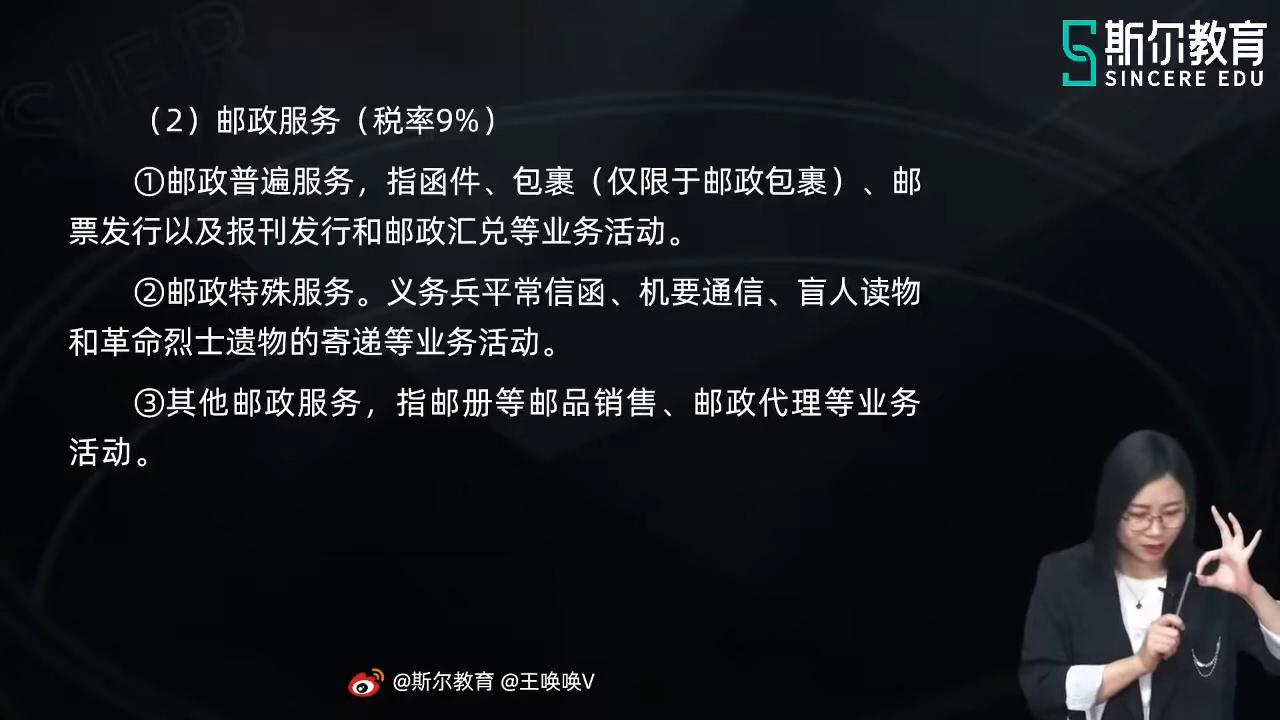 斯尔教育
SINCERE EDU
（2）邮政服务（税率9%）
①邮政普遍服务，指函件、包裹（仅限于邮政包裹）、邮
票发行以及报刊发行和邮政汇兑等业务活动。
②邮政特殊服务。义务兵平常信函、机要通信、盲人读物
和革命烈士遗物的寄递等业务活动。
③其他邮政服务，指邮册等邮品销售、邮政代理等业务
活动。
@斯尔教育 @王唤唤V